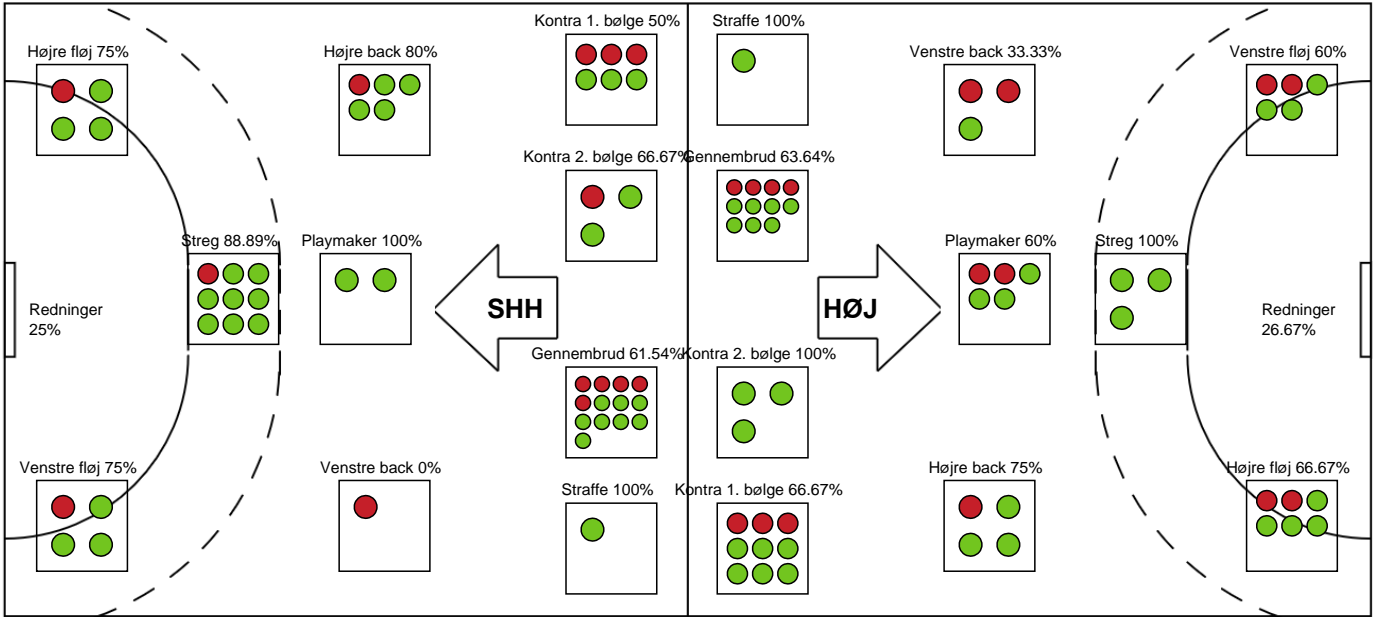 Kontra 1. bølge 50%
Straffe 100%
Højre fløj 75%
Højre back 80%
Venstre back 33.33%
Venstre fløj 60%
Kontra 2. bølge 66.67%
Gennembrud 63.64%
Streg 88.89%
Playmaker 100%
Playmaker 60%
Streg 100%
Redninger
25%
SHH
HØJ
Redninger
26.67%
Gennembrud 61.54%
Kontra 2. bølge 100%
Venstre fløj 75%
Venstre back 0%
Straffe 100%
Kontra 1. bølge 66.67%
Højre back 75%
Højre fløj 66.67%